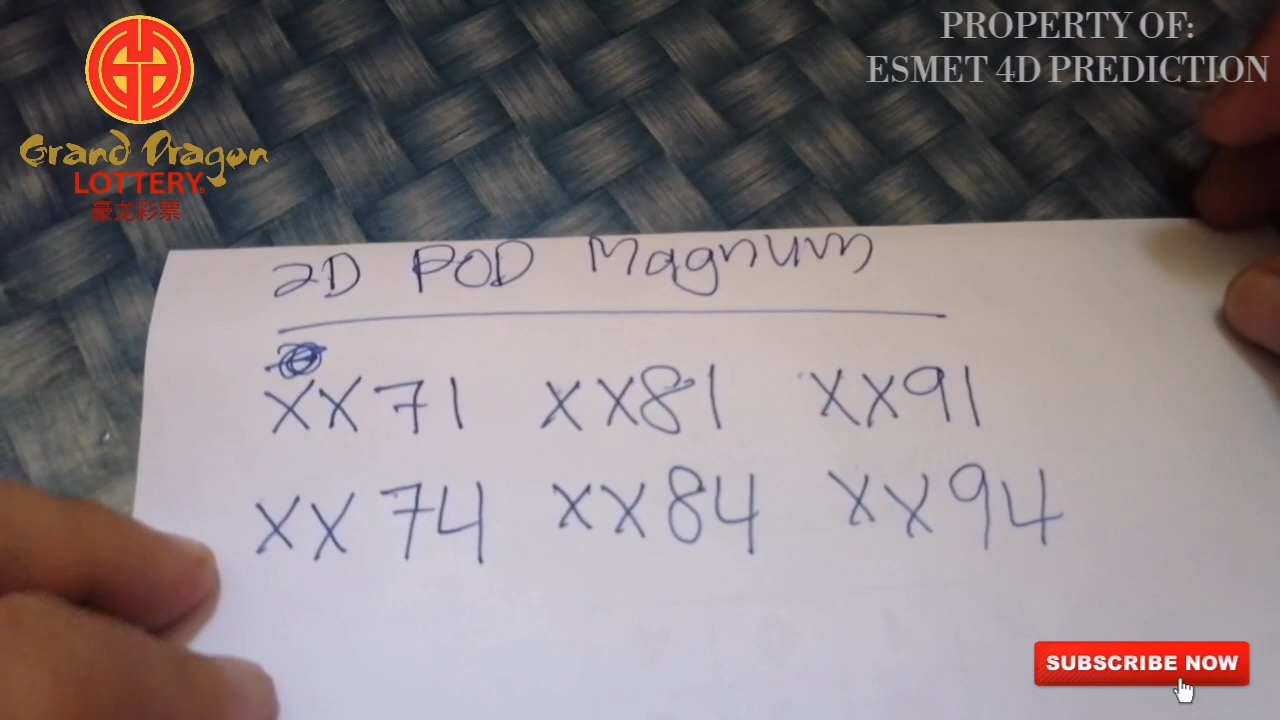 PROPERTY OF:
ESMET 4D PREDICTION
Grand Dragon
LOTTERY
豪龙彩票
2D POD Magnum
XX71 XX81 XX91
XX74 XX84 XX94
SUBSCRIBE NOW